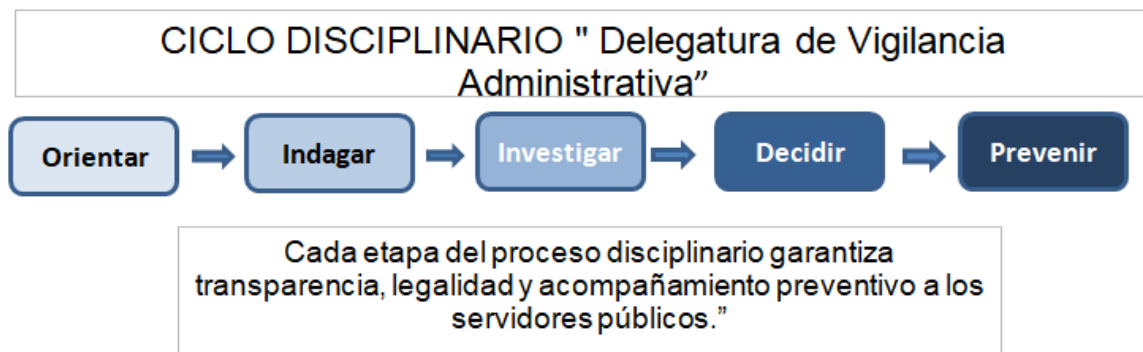 CICLO DISCIPLINARIO " Delegatura de Vigilancia
Administrativa”
Orientar
Indagar
Investigar
Decidir
Prevenir
Cada etapa del proceso disciplinario garantiza
transparencia, legalidad y acompañamiento preventivo a los
servidores públicos.”